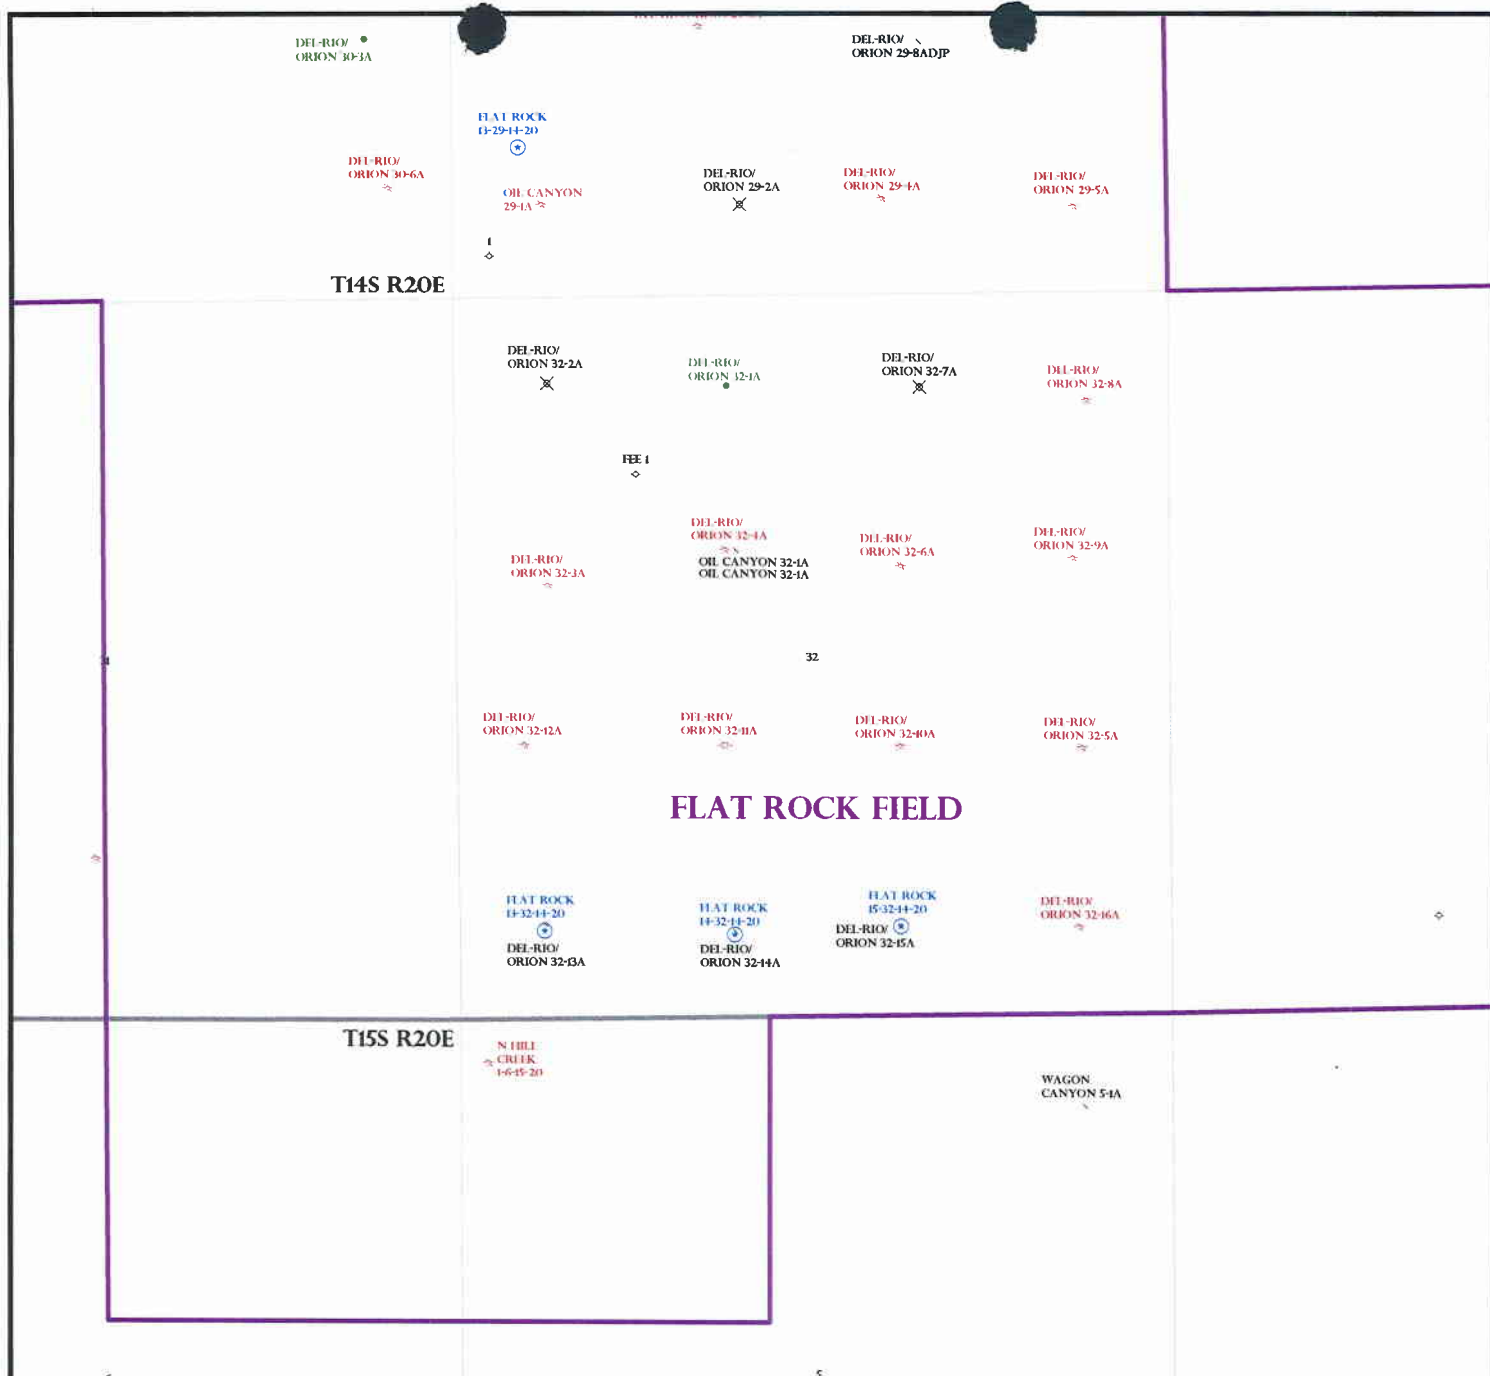 DEL-RIO/
ORION 30-3A
DEL-RIO/
ORION 29-8ADJP
FLAT ROCK
13-29-14-20
DEL-RIO/
ORION 30-6A
OIL CANYON
29-1A
DEL-RIO/
ORION 29-2A
DEL-RIO/
ORION 29-4A
DEL-RIO/
ORION 29-5A
1
T14S R20E
DEL-RIO/
ORION 32-2A
DEL-RIO/
ORION 32-1A
DEL-RIO/
ORION 32-7A
DEL-RIO/
ORION 32-8A
FEE 1
DEL-RIO/
ORION 32-3A
DEL-RIO/
ORION 32-4A
OIL CANYON 32-1A
OIL CANYON 32-1A
DEL-RIO/
ORION 32-6A
DEL-RIO/
ORION 32-9A
31
32
DEL-RIO/
ORION 32-12A
DEL-RIO/
ORION 32-11A
DEL-RIO/
ORION 32-10A
DEL-RIO/
ORION 32-5A
FLAT ROCK FIELD
FLAT ROCK
13-32-14-20
DEL-RIO/
ORION 32-13A
FLAT ROCK
14-32-14-20
DEL-RIO/
ORION 32-14A
FLAT ROCK
15-32-14-20
DEL-RIO/
ORION 32-15A
DEL-RIO/
ORION 32-16A
T15S R20E
N HILL
CREEK
1-6-15-20
WAGON
CANYON 5-1A
5